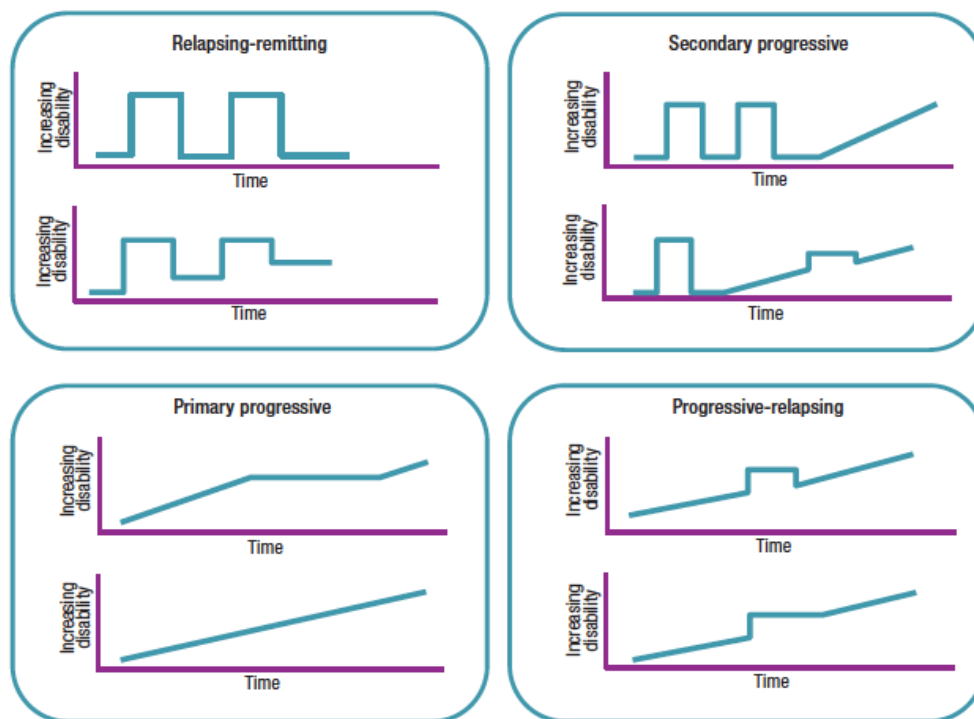 Relapsing-remitting
Increasing
disability
Time
Increasing
disability
Time
Secondary progressive
Increasing
disability
Time
Increasing
disability
Time
Primary progressive
Increasing
disability
Time
Increasing
disability
Time
Progressive-relapsing
Increasing
disability
Time
Increasing
disability
Time